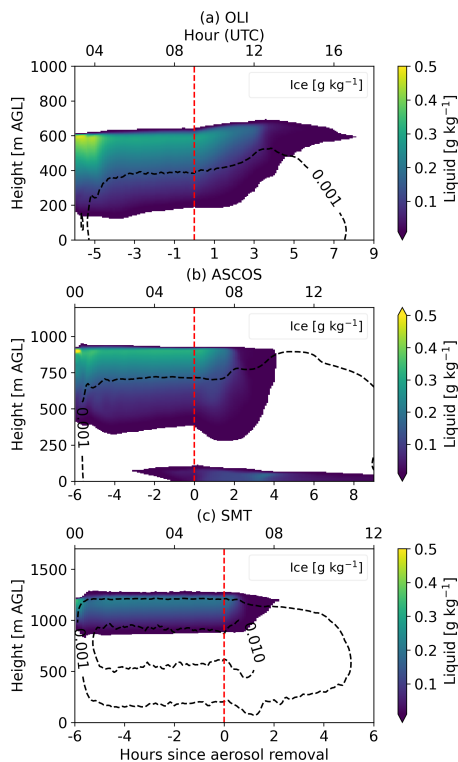 (a) OLI
Hour (UTC)
04 08 12 16
1000
800
600
400
200
0
Height [m AGL]
Ice [g kg⁻¹]
0.001
-5 -3 -1 1 3 5 7 9
0.5
0.4
0.3
0.2
0.1
Liquid [g kg⁻¹]
(b) ASCOS
00 05 10
1000
750
500
250
0
Height [m AGL]
Ice [g kg⁻¹]
0.001
-6 -4 -2 0 2 4 6 8
0.5
0.4
0.3
0.2
0.1
Liquid [g kg⁻¹]
(c) SMT
00 04 08 12
1500
1000
500
0
Height [m AGL]
Ice [g kg⁻¹]
0.001
0.010
-6 -4 -2 0 2 4 6
0.5
0.4
0.3
0.2
0.1
Liquid [g kg⁻¹]
Hours since aerosol removal